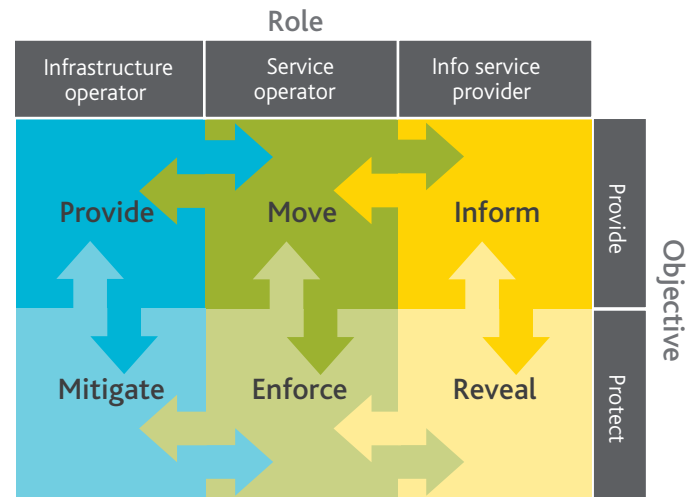 Role
Infrastructure
operator
Service
operator
Info service
provider
Provide
Move
Inform
Provide
Objective
Mitigate
Enforce
Reveal
Protect